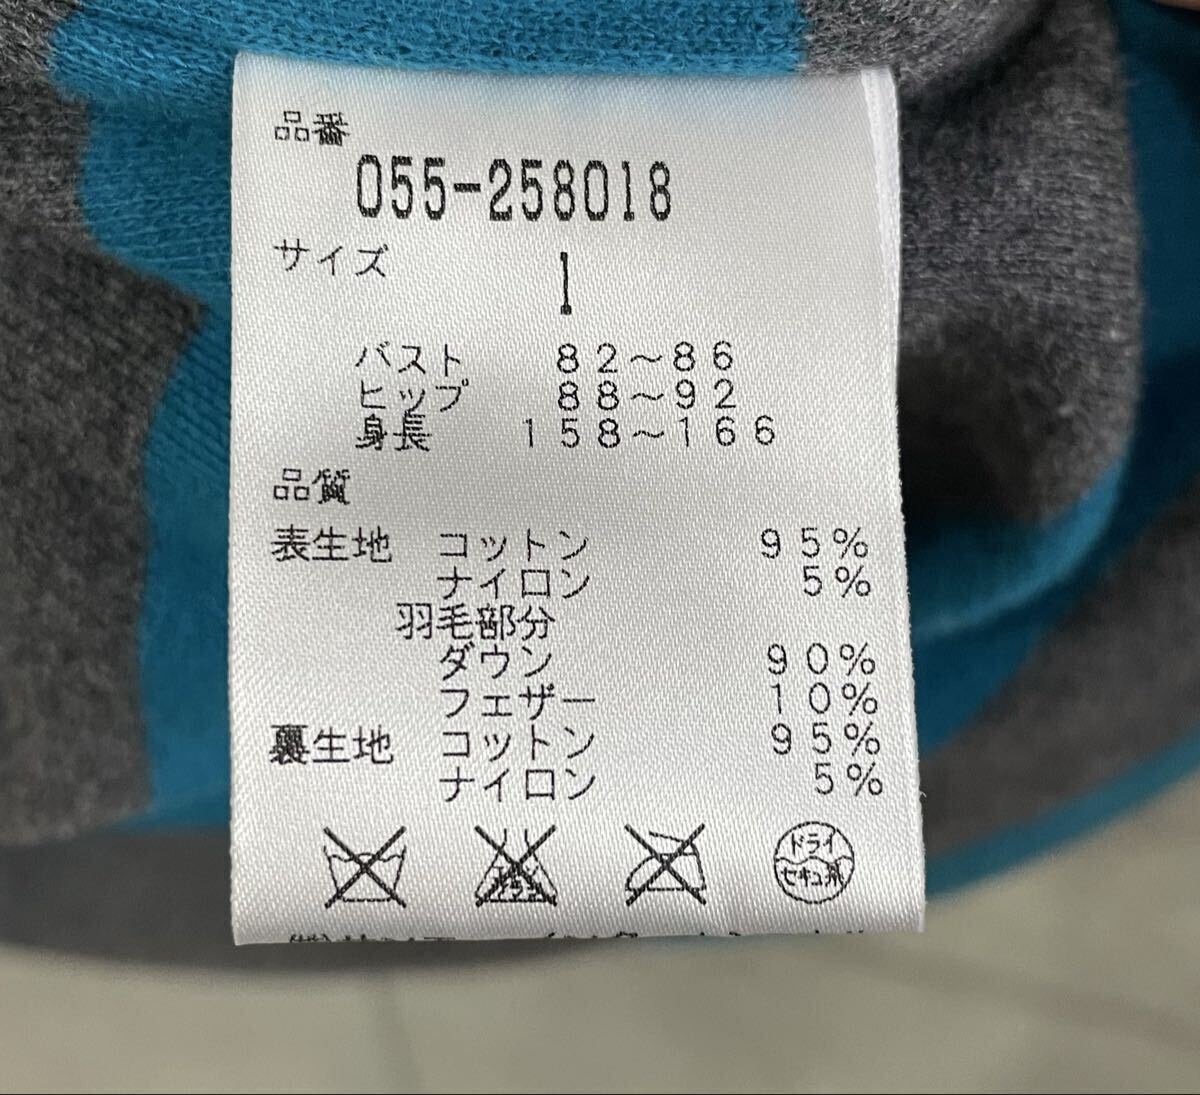 品番
055-258018
サイズ
1
バスト 82〜86
ヒップ 88〜92
身長 158〜166
品質
表生地 コットン 95%
ナイロン 5%
羽毛部分
ダウン 90%
フェザー 10%
裏生地 コットン 95%
ナイロン 5%
ドライ
セキユ系